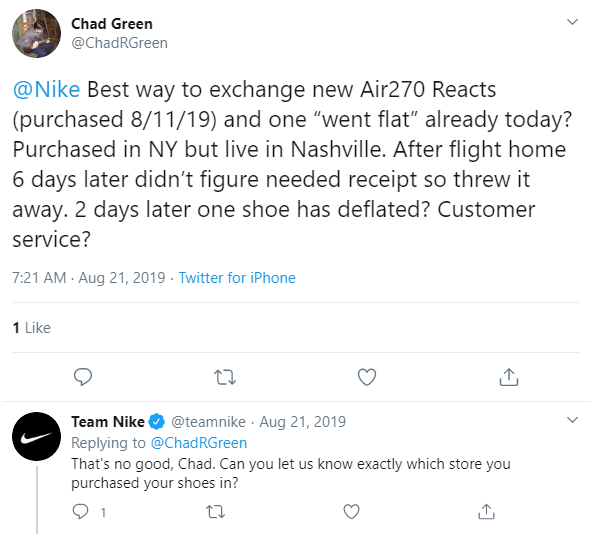 Chad Green
@ChadRGreen
@Nike Best way to exchange new Air270 Reacts
(purchased 8/11/19) and one “went flat” already today?
Purchased in NY but live in Nashville. After flight home
6 days later didn’t figure needed receipt so threw it
away. 2 days later one shoe has deflated? Customer
service?
7:21 AM · Aug 21, 2019 · Twitter for iPhone
1 Like
Team Nike @teamnike · Aug 21, 2019
Replying to @ChadRGreen
That's no good, Chad. Can you let us know exactly which store you
purchased your shoes in?
1